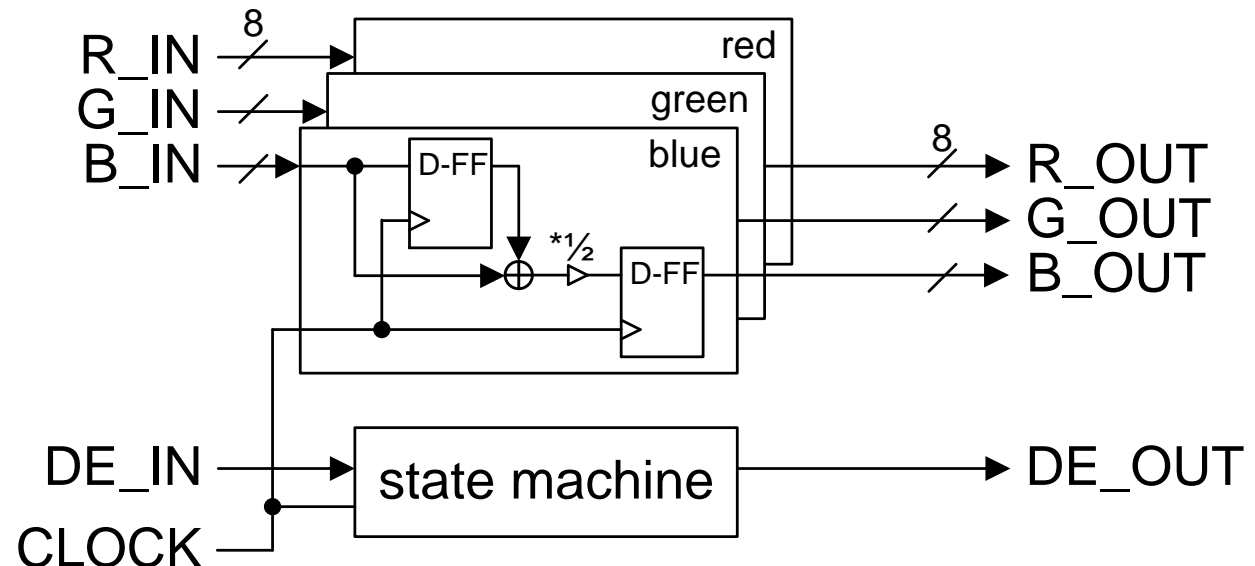 8
R_IN
red
G_IN
green
B_IN
D-FF
blue
8
R_OUT
G_OUT
*½
D-FF
B_OUT
DE_IN
state machine
DE_OUT
CLOCK